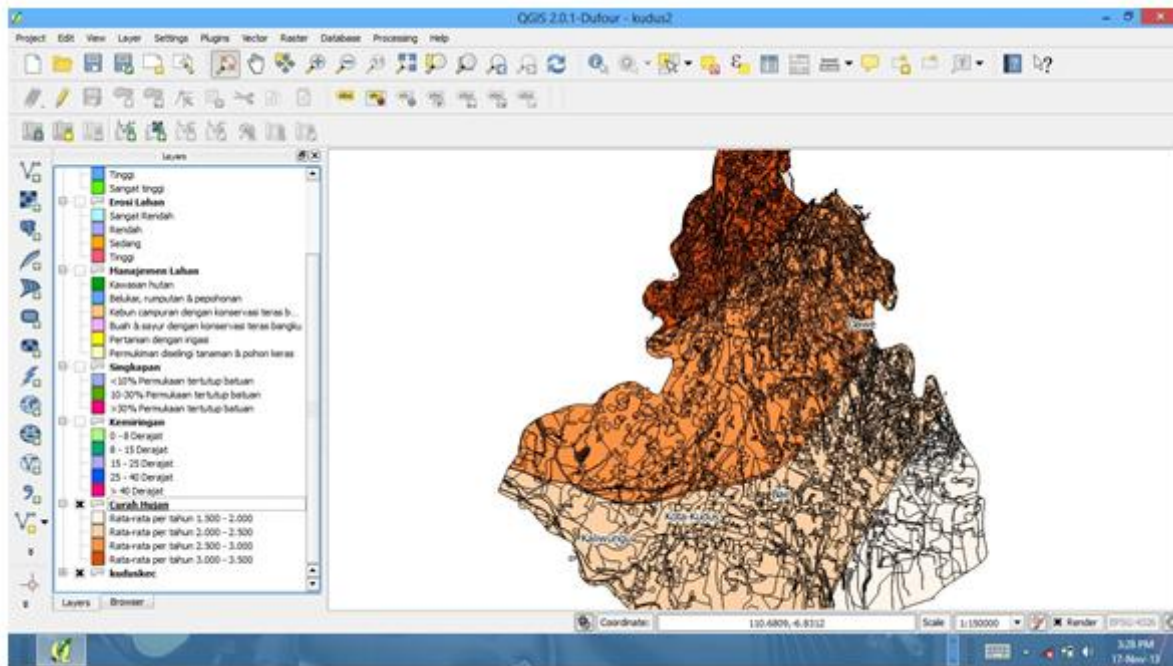 QGIS 2.0.1-Dufour - kudus2
Project Edit View Layer Settings Plugins Vector Raster Database Processing Help
Layers
Tinggi
Sangat tinggi
Erosi Lahan
Sangat Rendah
Rendah
Sedang
Tinggi
Manajemen Lahan
Kawasan hutan
Belukar, rumputan & pepohonan
Kebun campuran dengan konservasi teras b...
Buah & sayur dengan konservasi teras bangku
Pertanian dengan irigasi
Permukiman diselingi tanaman & pohon keras
Singkapan
<10% Permukaan tertutup batuan
10-30% Permukaan tertutup batuan
>30% Permukaan tertutup batuan
Kemiringan
0 - 8 Derajat
8 - 15 Derajat
15 - 25 Derajat
25 - 40 Derajat
> 40 Derajat
Curah Hujan
Rata-rata per tahun 1.500 - 2.000
Rata-rata per tahun 2.000 - 2.500
Rata-rata per tahun 2.500 - 3.000
Rata-rata per tahun 3.000 - 3.500
kuduskec
Dawe
Kota Kudus
Kaliwungu
Layers Browser
Coordinate: 110.6809,-6.8312 Scale 1:150000 Render EPSG:4326
3:28 PM
17-Nov-13